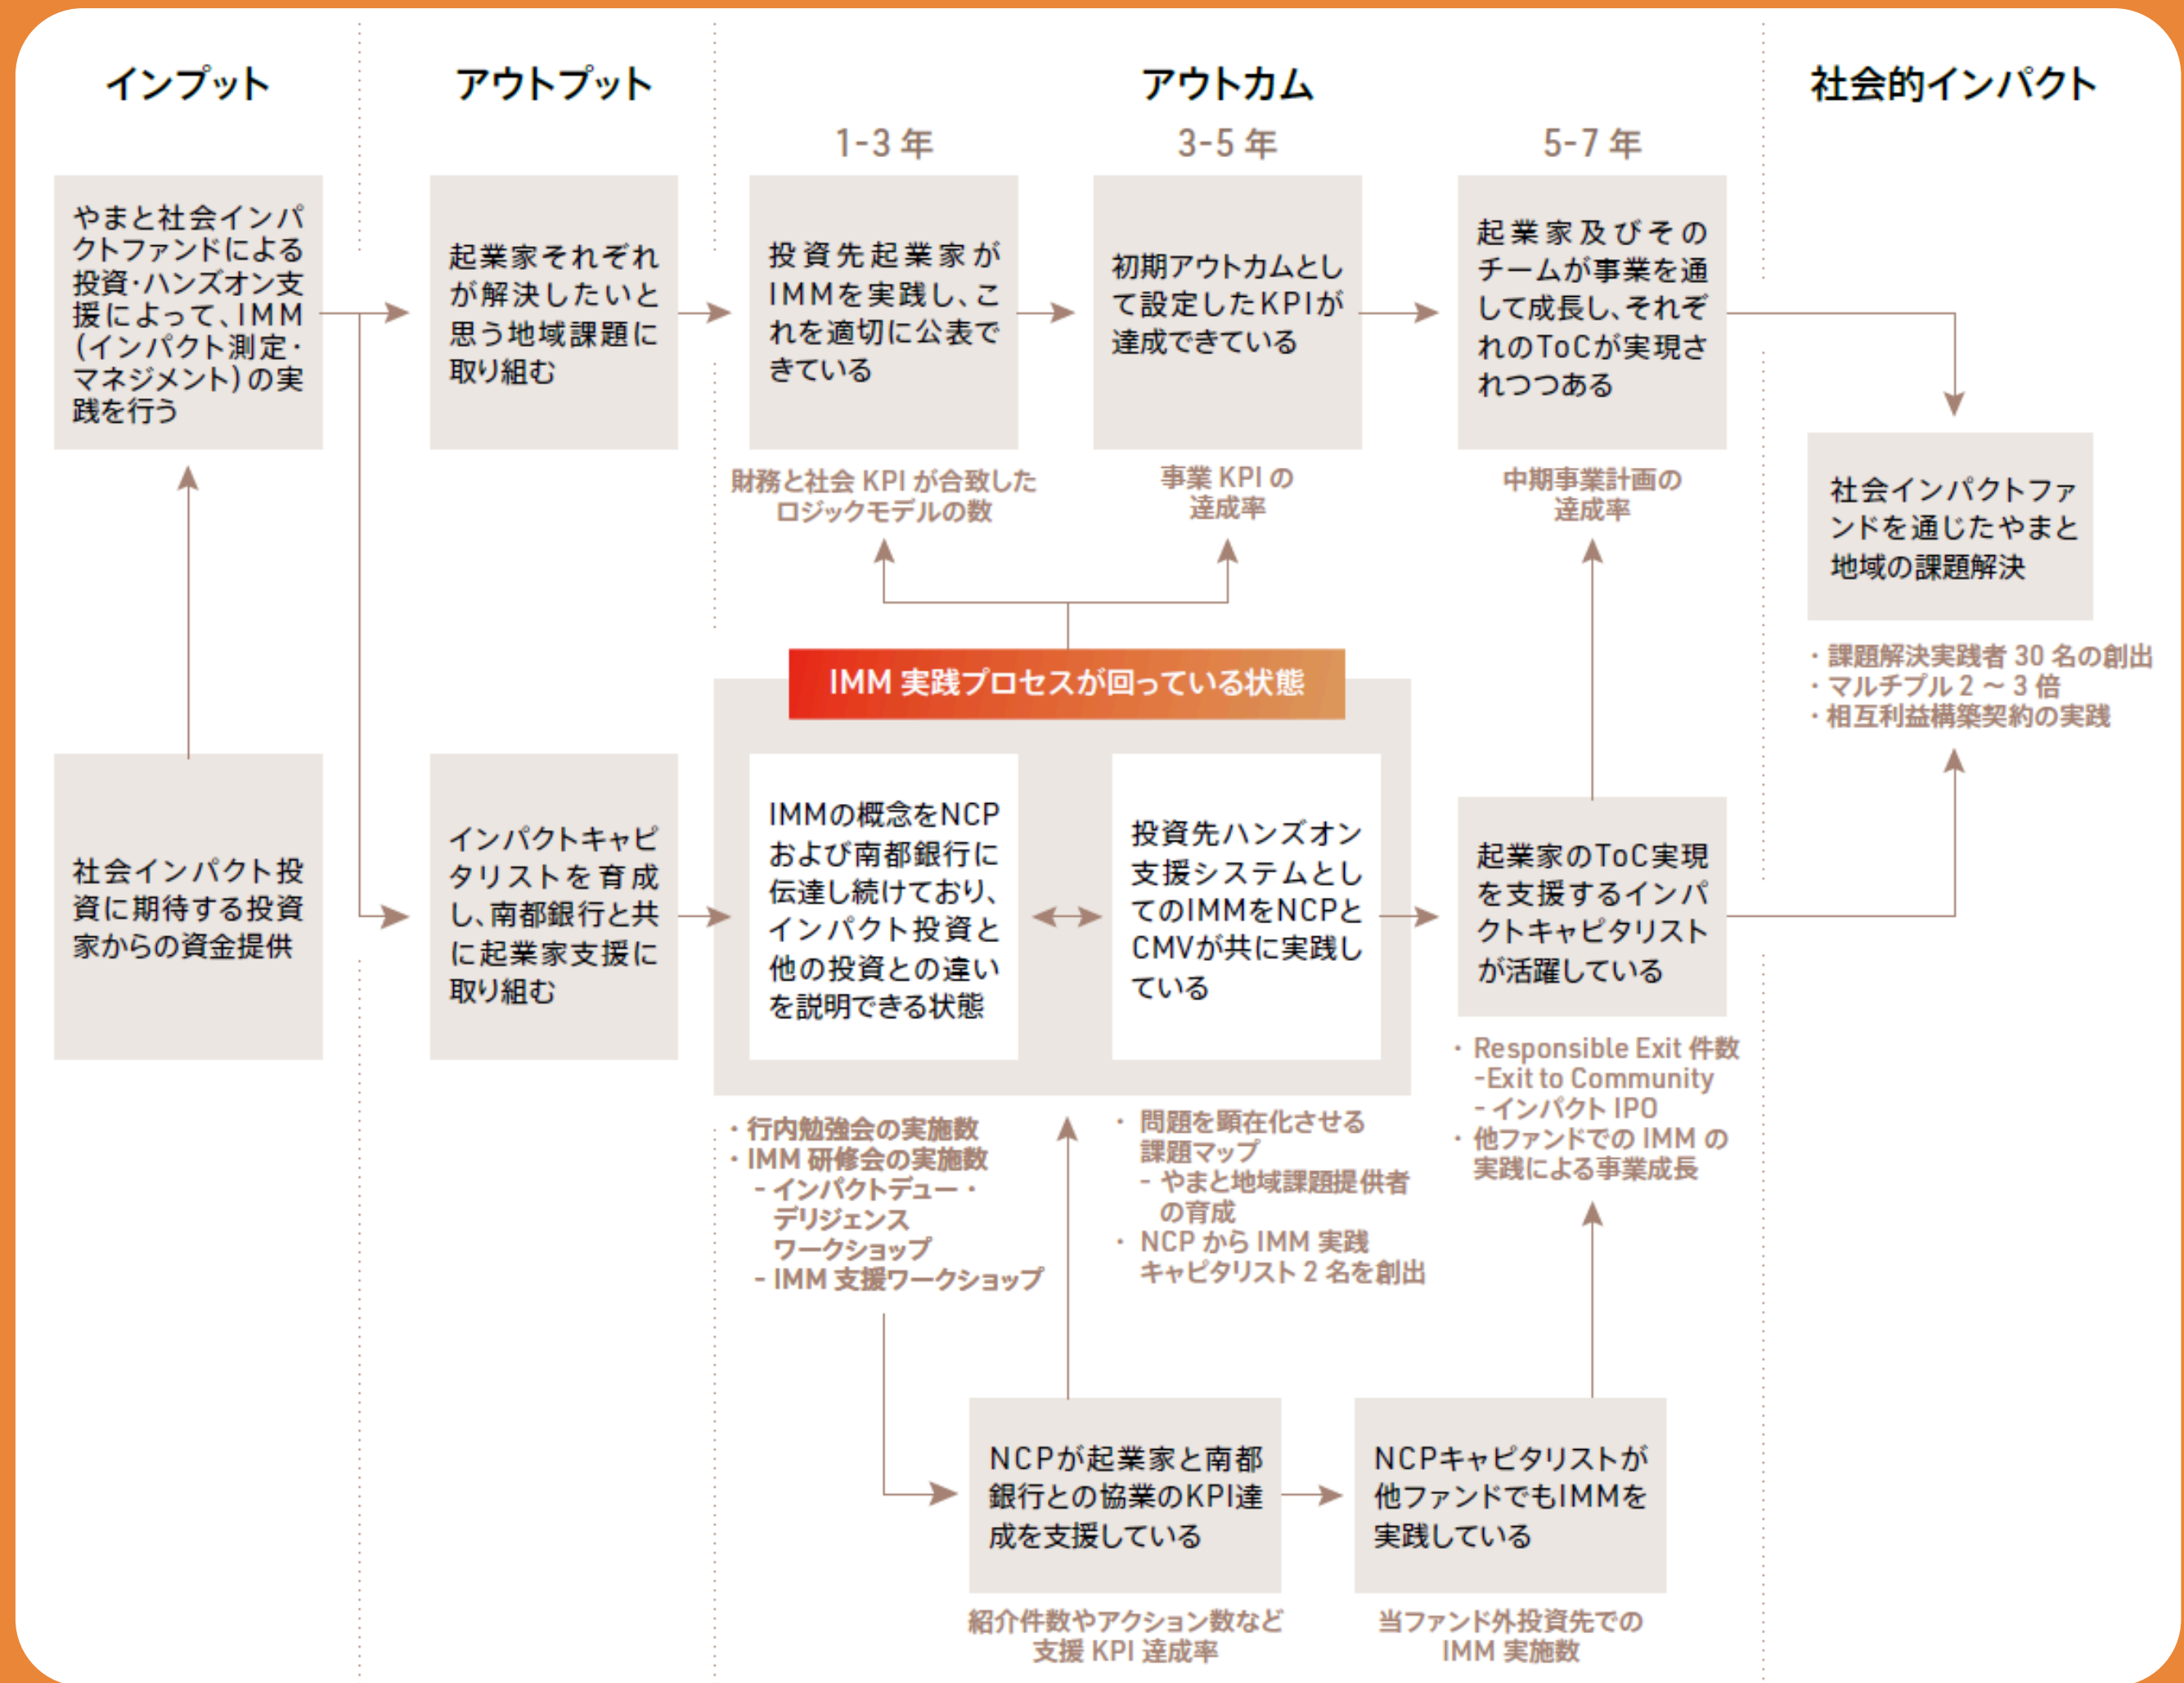 インプット
アウトプット
アウトカム
社会的インパクト
1-3 年
3-5 年
5-7 年
やまと社会インパ
クトファンドによる
投資・ハンズオン支
援によって、IMM
(インパクト測定・
マネジメント)の実
践を行う
起業家それぞれ
が解決したいと
思う地域課題に
取り組む
投資先起業家が
IMMを実践し、こ
れを適切に公表で
きている
財務と社会 KPI が合致した
ロジックモデルの数
初期アウトカムとし
て設定したKPIが
達成できている
事業 KPI の
達成率
起業家及びその
チームが事業を通
して成長し、それぞ
れのToCが実現さ
れつつある
中期事業計画の
達成率
社会インパクトファ
ンドを通じたやまと
地域の課題解決
・課題解決実践者 30 名の創出
・マルチプル 2 ～ 3 倍
・相互利益構築契約の実践
IMM 実践プロセスが回っている状態
社会インパクト投
資に期待する投資
家からの資金提供
インパクトキャピ
タリストを育成
し、南都銀行と共
に起業家支援に
取り組む
IMMの概念をNCP
および南都銀行に
伝達し続けており、
インパクト投資と
他の投資との違い
を説明できる状態
投資先ハンズオン
支援システムとし
てのIMMをNCPと
CMVが共に実践し
ている
起業家のToC実現
を支援するインパ
クトキャピタリスト
が活躍している
・行内勉強会の実施数
・IMM 研修会の実施数
- インパクトデュー・
デリジェンス
ワークショップ
- IMM 支援ワークショップ
・ 問題を顕在化させる
課題マップ
- やまと地域課題提供者
の育成
・ NCP から IMM 実践
キャピタリスト 2 名を創出
・ Responsible Exit 件数
-Exit to Community
- インパクト IPO
・ 他ファンドでの IMM の
実践による事業成長
NCPが起業家と南都
銀行との協業のKPI達
成を支援している
紹介件数やアクション数など
支援 KPI 達成率
NCPキャピタリストが
他ファンドでもIMMを
実践している
当ファンド外投資先での
IMM 実施数